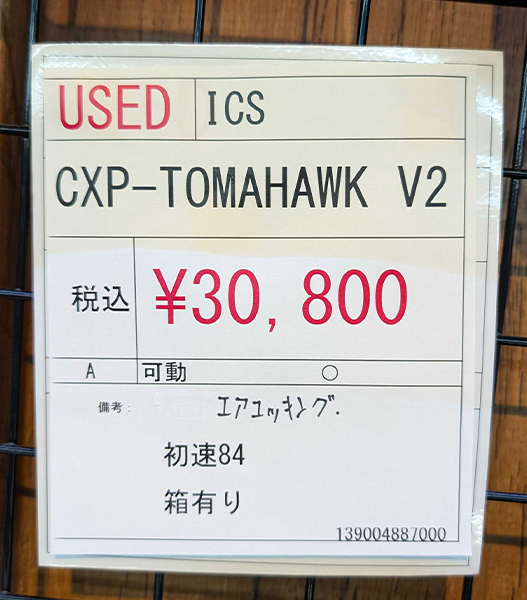 USED ICS
CXP-TOMAHAWK V2
税込 ¥30,800
A 可動 ○
備考: エアコッキング.
初速84
箱有り
139004887000